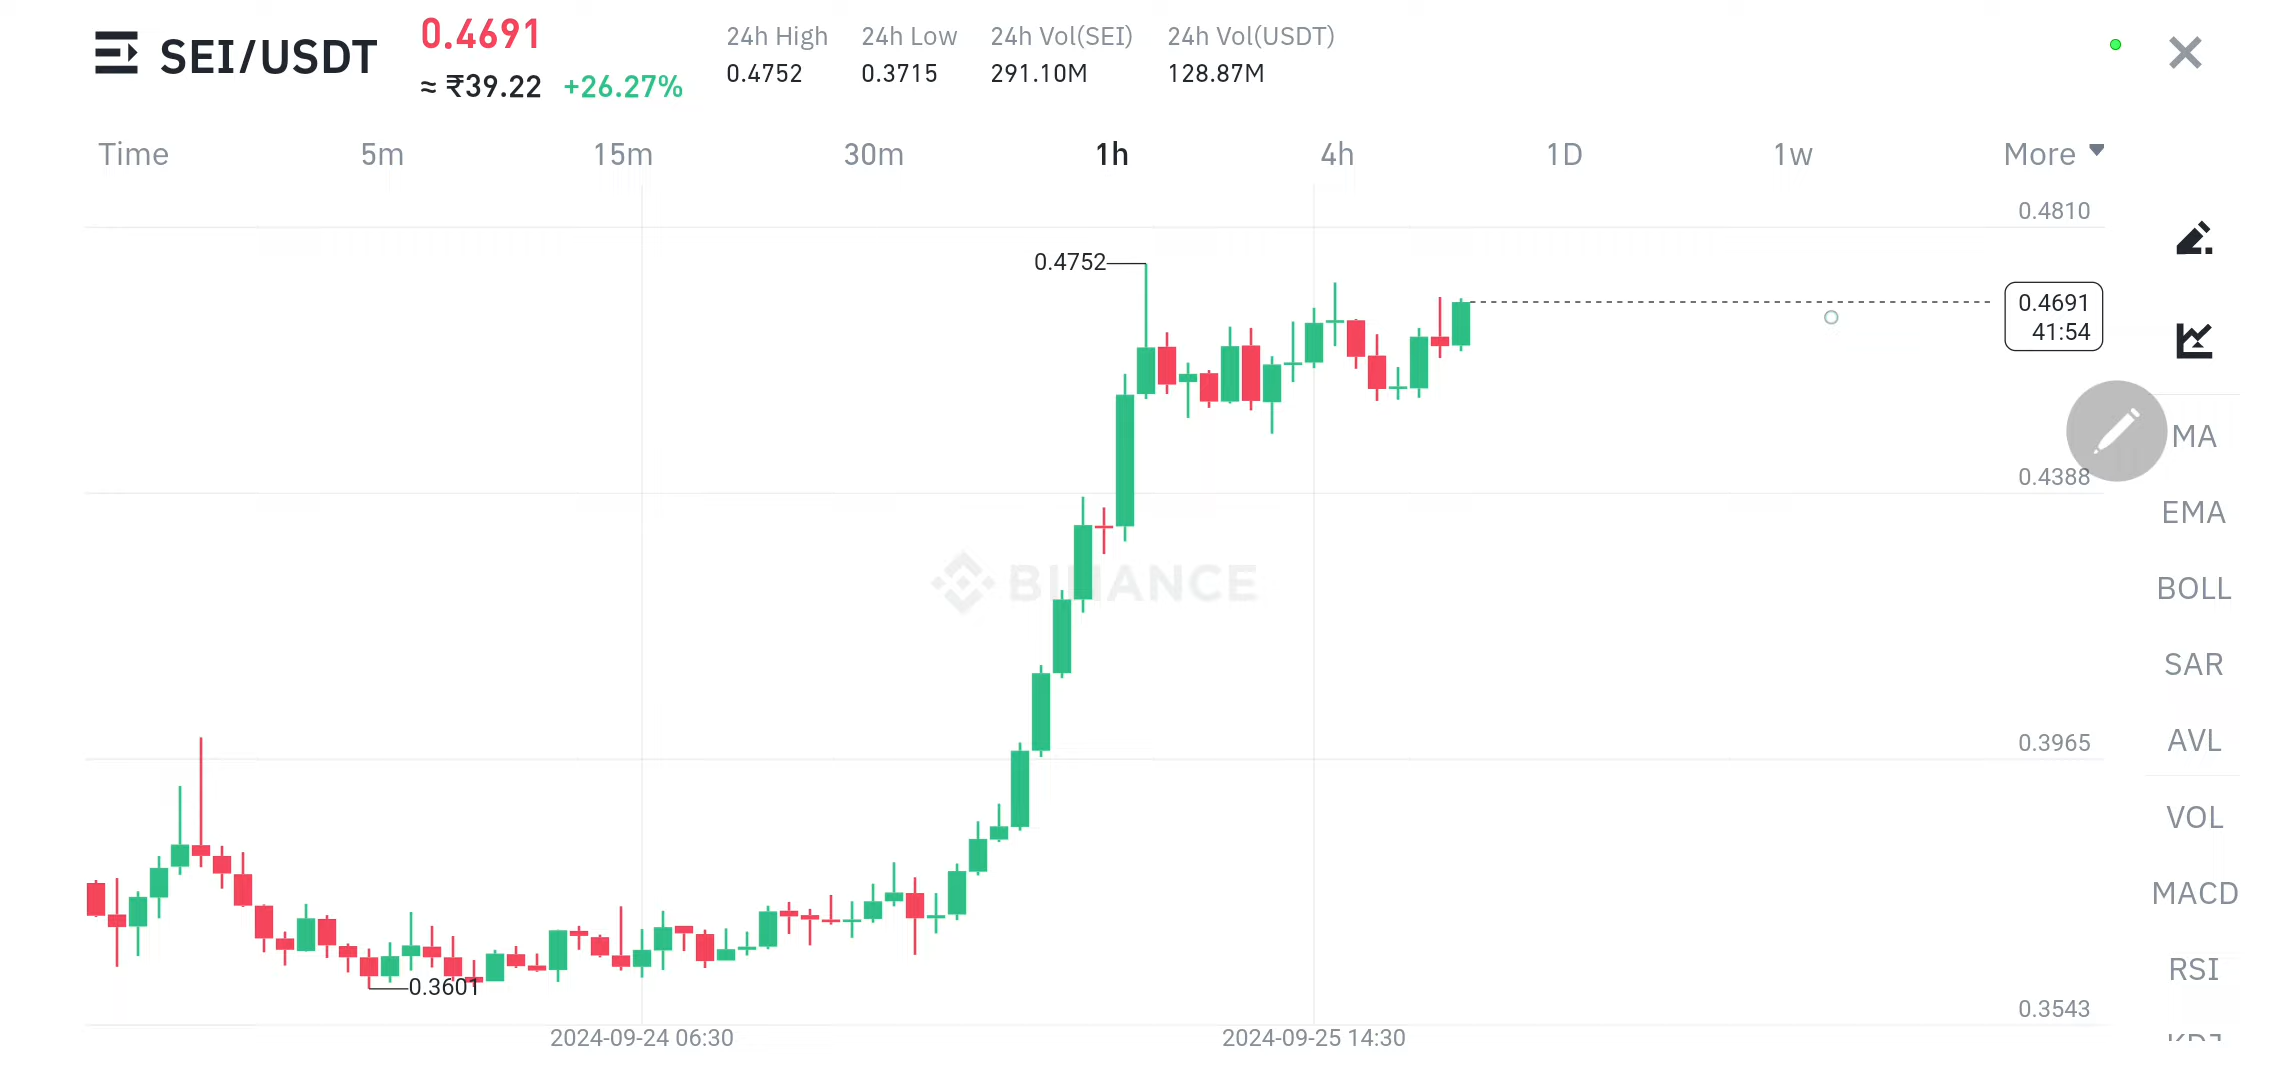 SEI/USDT
0.4691
≈ ₹39.22 +26.27%
24h High
0.4752
24h Low
0.3715
24h Vol(SEI)
291.10M
24h Vol(USDT)
128.87M
Time 5m 15m 30m 1h 4h 1D 1w More
0.4810
0.4752
0.4691
41:54
MA
0.4388
EMA
BINANCE
BOLL
SAR
0.3965
AVL
VOL
MACD
RSI
0.3601
0.3543
2024-09-24 06:30 2024-09-25 14:30